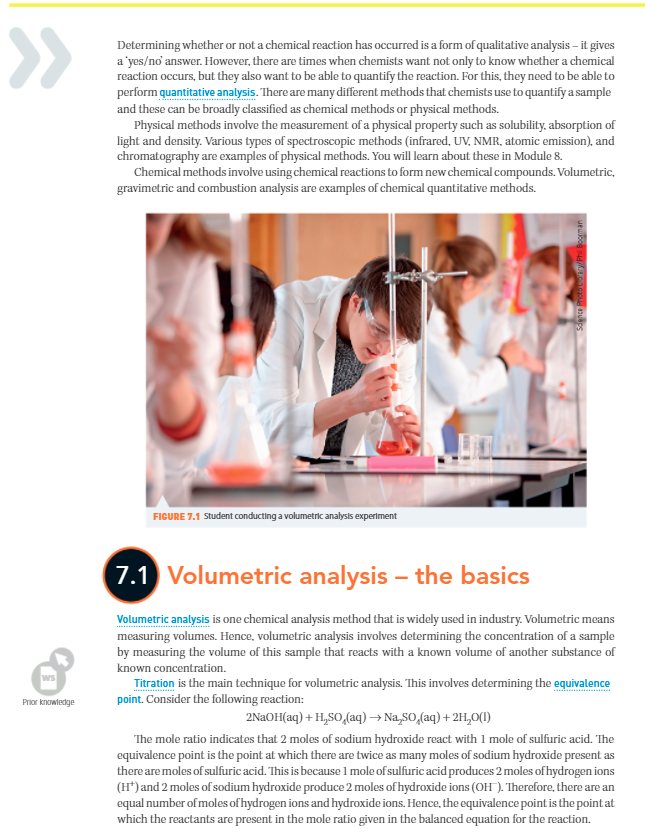 Determining whether or not a chemical reaction has occurred is a form of qualitative analysis – it gives
a 'yes/no' answer. However, there are times when chemists want not only to know whether a chemical
reaction occurs, but they also want to be able to quantify the reaction. For this, they need to be able to
perform quantitative analysis. There are many different methods that chemists use to quantify a sample
and these can be broadly classified as chemical methods or physical methods.
Physical methods involve the measurement of a physical property such as solubility, absorption of
light and density. Various types of spectroscopic methods (infrared, UV, NMR, atomic emission), and
chromatography are examples of physical methods. You will learn about these in Module 8.
Chemical methods involve using chemical reactions to form new chemical compounds. Volumetric,
gravimetric and combustion analysis are examples of chemical quantitative methods.
Science Photo Library/Phil Boorman
FIGURE 7.1 Student conducting a volumetric analysis experiment
7.1 Volumetric analysis – the basics
Volumetric analysis is one chemical analysis method that is widely used in industry. Volumetric means
measuring volumes. Hence, volumetric analysis involves determining the concentration of a sample
by measuring the volume of this sample that reacts with a known volume of another substance of
known concentration.
WS
Prior knowledge
Titration is the main technique for volumetric analysis. This involves determining the equivalence
point. Consider the following reaction:
2NaOH(aq) + H₂SO₄(aq) → Na₂SO₄(aq) + 2H₂O(l)
The mole ratio indicates that 2 moles of sodium hydroxide react with 1 mole of sulfuric acid. The
equivalence point is the point at which there are twice as many moles of sodium hydroxide present as
there are moles of sulfuric acid. This is because 1 mole of sulfuric acid produces 2 moles of hydrogen ions
(H⁺) and 2 moles of sodium hydroxide produce 2 moles of hydroxide ions (OH⁻). Therefore, there are an
equal number of moles of hydrogen ions and hydroxide ions. Hence, the equivalence point is the point at
which the reactants are present in the mole ratio given in the balanced equation for the reaction.